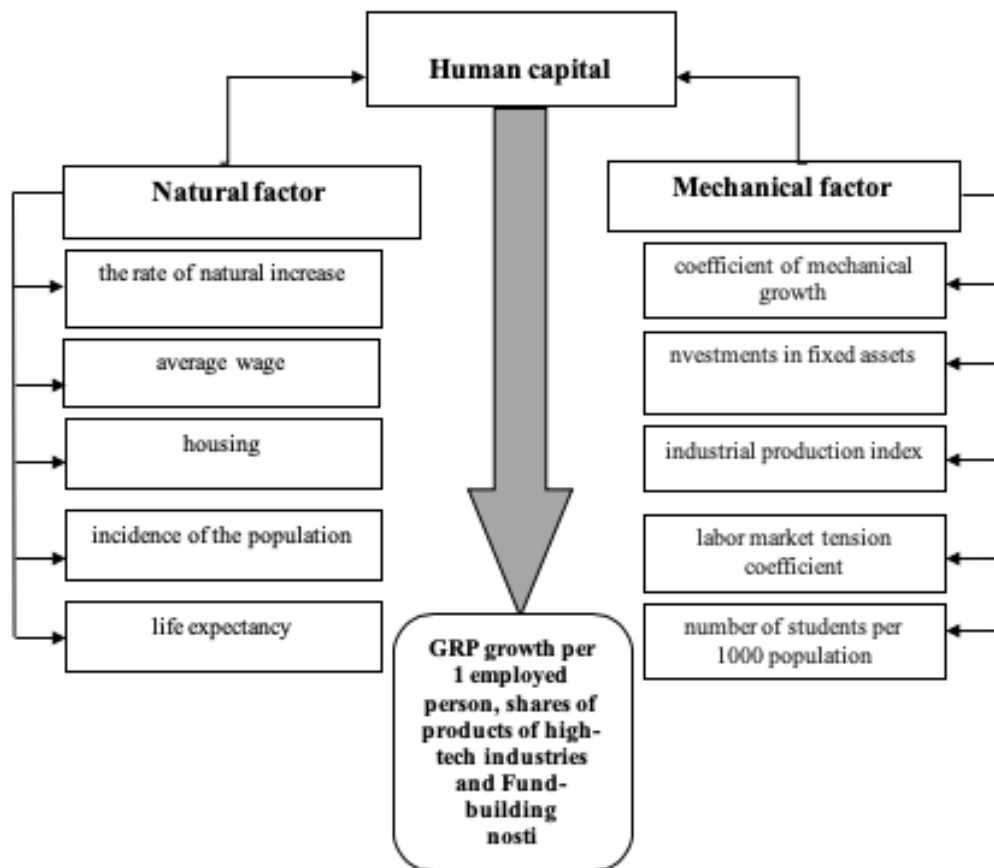 Human capital
Natural factor
the rate of natural increase
average wage
housing
incidence of the population
life expectancy
Mechanical factor
coefficient of mechanical
growth
nvestments in fixed assets
industrial production index
labor market tension
coefficient
number of students per
1000 population
GRP growth per
1 employed
person, shares of
products of high-
tech industries
and Fund-
building
nosti